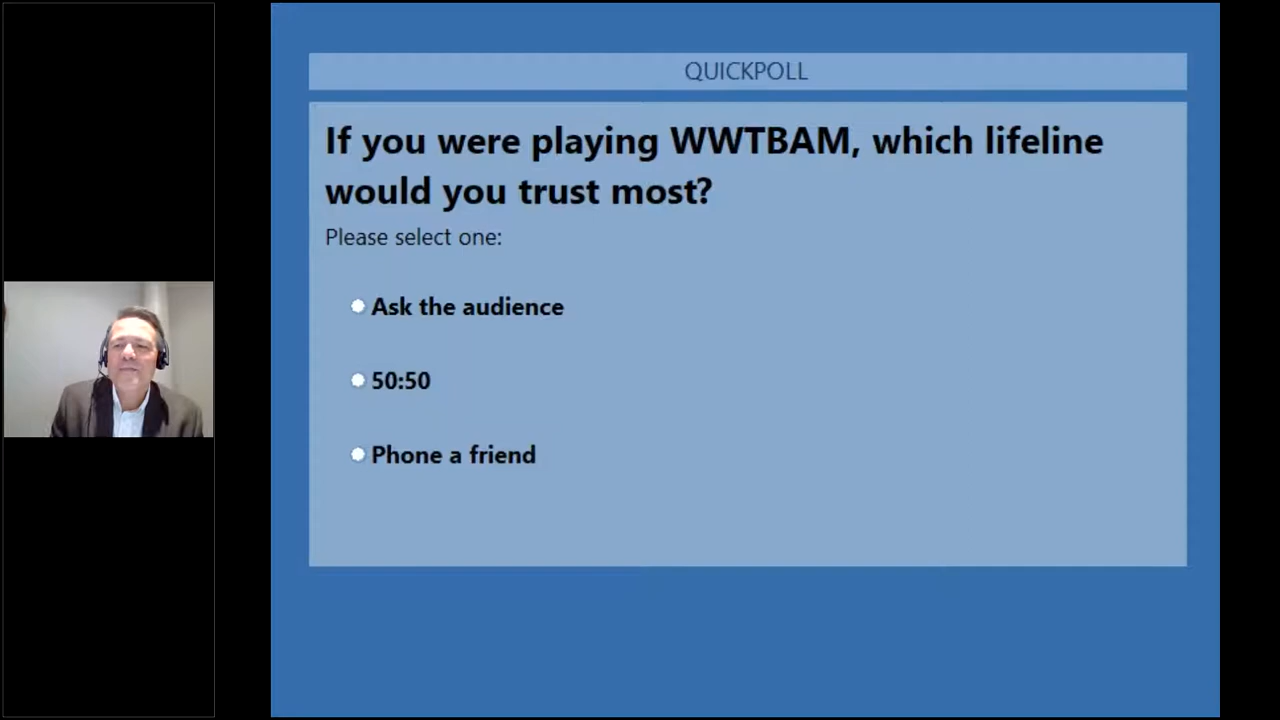 QUICKPOLL
If you were playing WWTBAM, which lifeline
would you trust most?
Please select one:
Ask the audience
50:50
Phone a friend